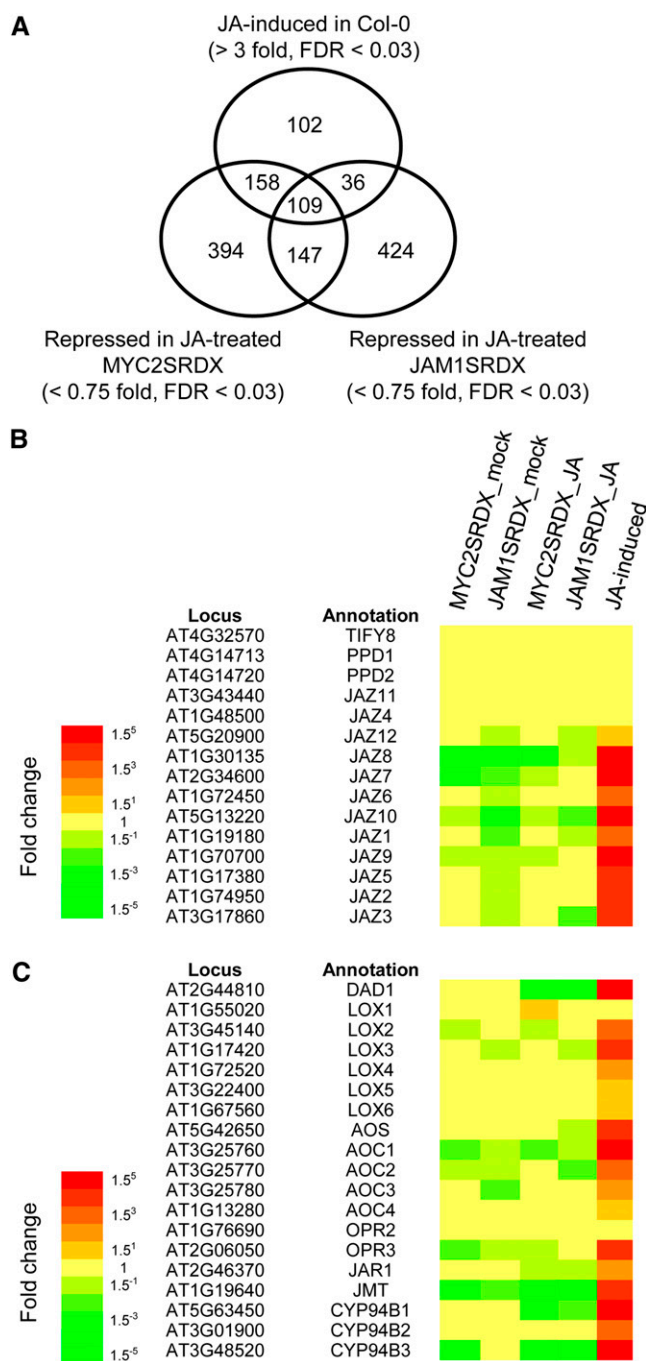 A
JA-induced in Col-0
(> 3 fold, FDR < 0.03)
102
158
36
109
394
147
424
Repressed in JA-treated
MYC2SRDX
(< 0.75 fold, FDR < 0.03)
Repressed in JA-treated
JAM1SRDX
(< 0.75 fold, FDR < 0.03)
B
MYC2SRDX_mock
JAM1SRDX_mock
MYC2SRDX_JA
JAM1SRDX_JA
JA-induced
Locus Annotation
AT4G32570 TIFY8
AT4G14713 PPD1
AT4G14720 PPD2
AT3G43440 JAZ11
AT1G48500 JAZ4
AT5G20900 JAZ12
AT1G30135 JAZ8
AT2G34600 JAZ7
AT1G72450 JAZ6
AT5G13220 JAZ10
AT1G19180 JAZ1
AT1G70700 JAZ9
AT1G17380 JAZ5
AT1G74950 JAZ2
AT3G17860 JAZ3
Fold change
1.5⁵
1.5³
1.5¹
1
1.5⁻¹
1.5⁻³
1.5⁻⁵
C
Locus Annotation
AT2G44810 DAD1
AT1G55020 LOX1
AT3G45140 LOX2
AT1G17420 LOX3
AT1G72520 LOX4
AT3G22400 LOX5
AT1G67560 LOX6
AT5G42650 AOS
AT3G25760 AOC1
AT3G25770 AOC2
AT3G25780 AOC3
AT1G13280 AOC4
AT1G76690 OPR2
AT2G06050 OPR3
AT2G46370 JAR1
AT1G19640 JMT
AT5G63450 CYP94B1
AT3G01900 CYP94B2
AT3G48520 CYP94B3
Fold change
1.5⁵
1.5³
1.5¹
1
1.5⁻¹
1.5⁻³
1.5⁻⁵